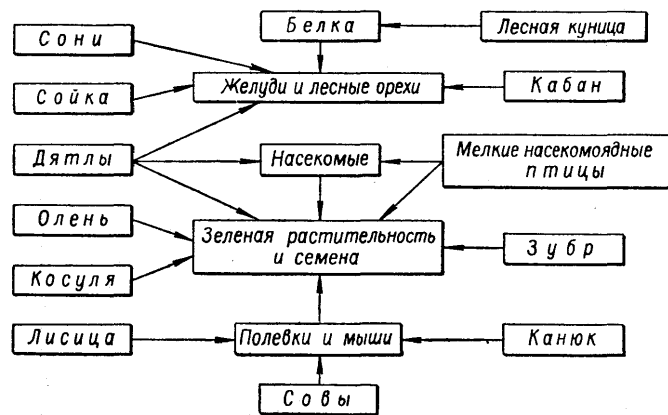 Сони
Белка
Лесная куница
Сойка
Желуди и лесные орехи
Кабан
Дятлы
Насекомые
Мелкие насекомоядные
птицы
Олень
Зеленая растительность
и семена
Зубр
Косуля
Лисица
Полевки и мыши
Канюк
Совы